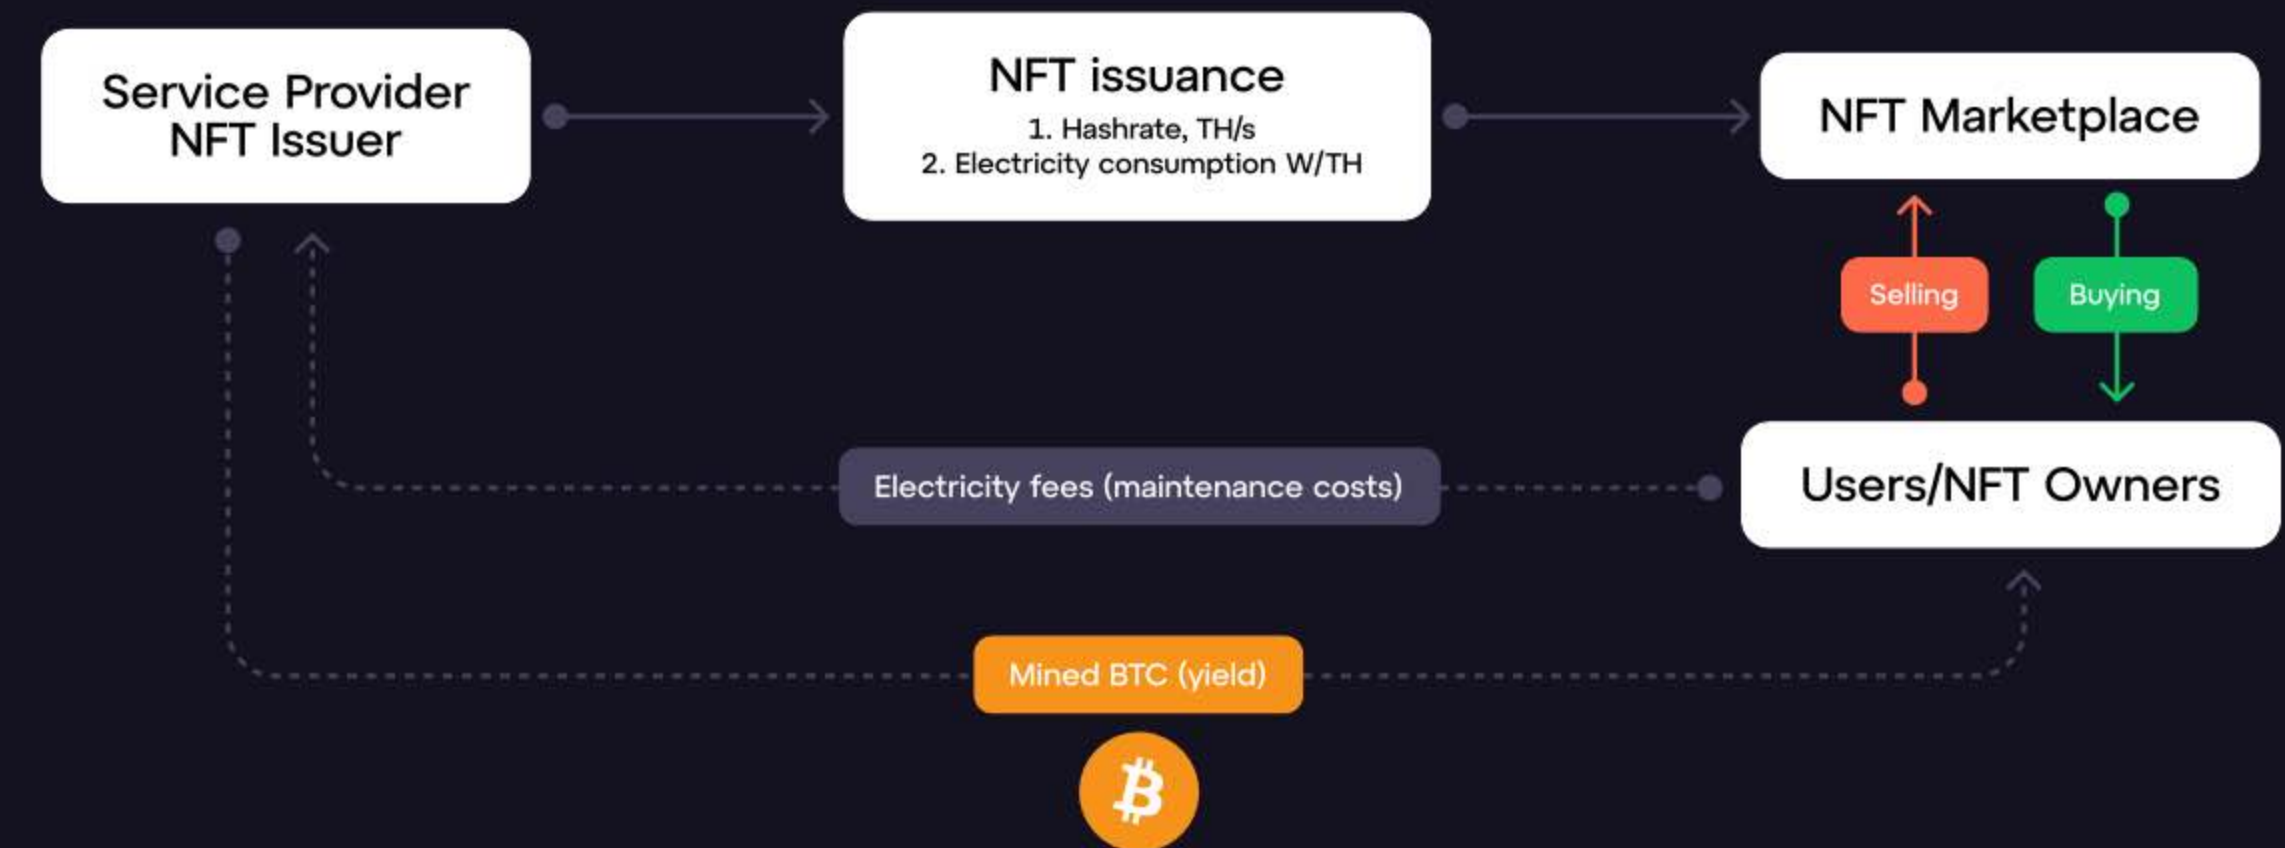 Service Provider
NFT Issuer
NFT issuance
1. Hashrate, TH/s
2. Electricity consumption W/TH
NFT Marketplace
Selling
Buying
Electricity fees (maintenance costs)
Users/NFT Owners
Mined BTC (yield)